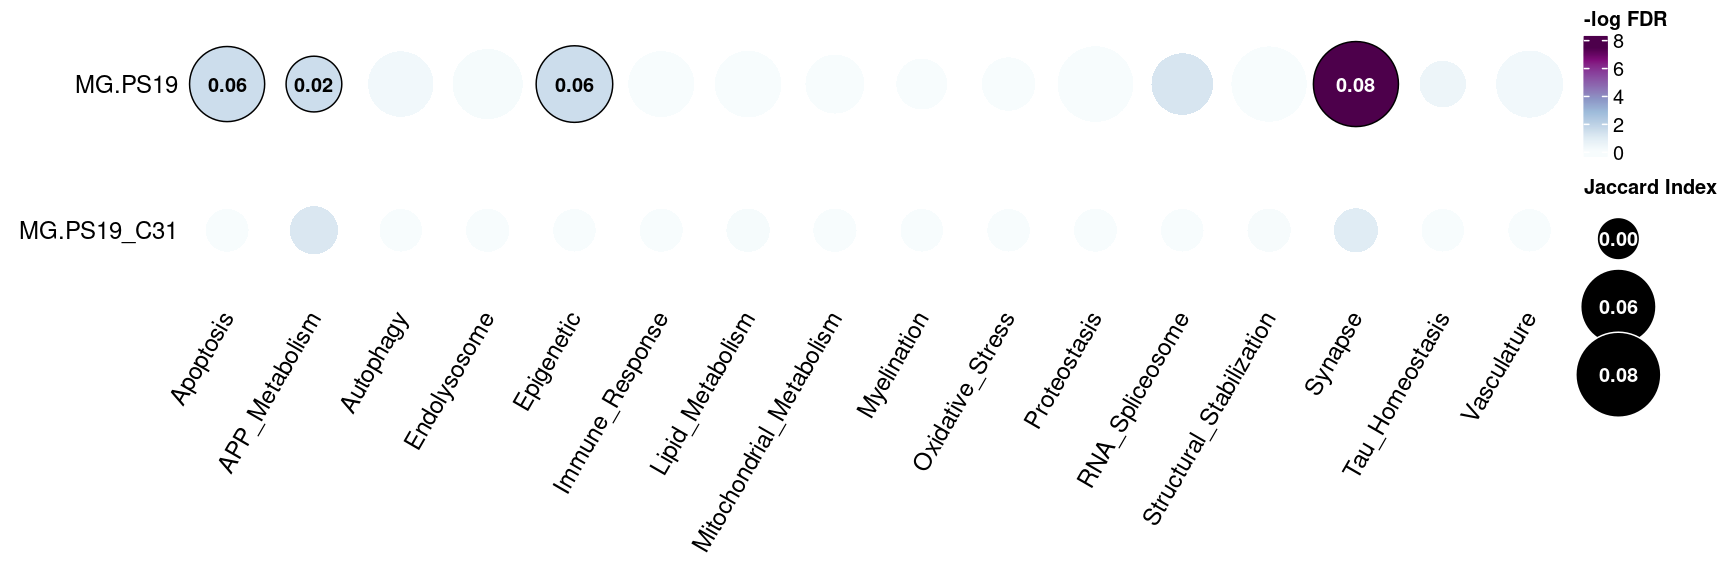 -log FDR
8
6
4
2
0
MG.PS19
0.06
0.02
0.06
0.08
MG.PS19_C31
Jaccard Index
0.00
0.06
0.08
Apoptosis
APP_Metabolism
Autophagy
Endolysosome
Epigenetic
Immune_Response
Lipid_Metabolism
Mitochondrial_Metabolism
Myelination
Oxidative_Stress
Proteostasis
RNA_Spliceosome
Structural_Stabilization
Synapse
Tau_Homeostasis
Vasculature